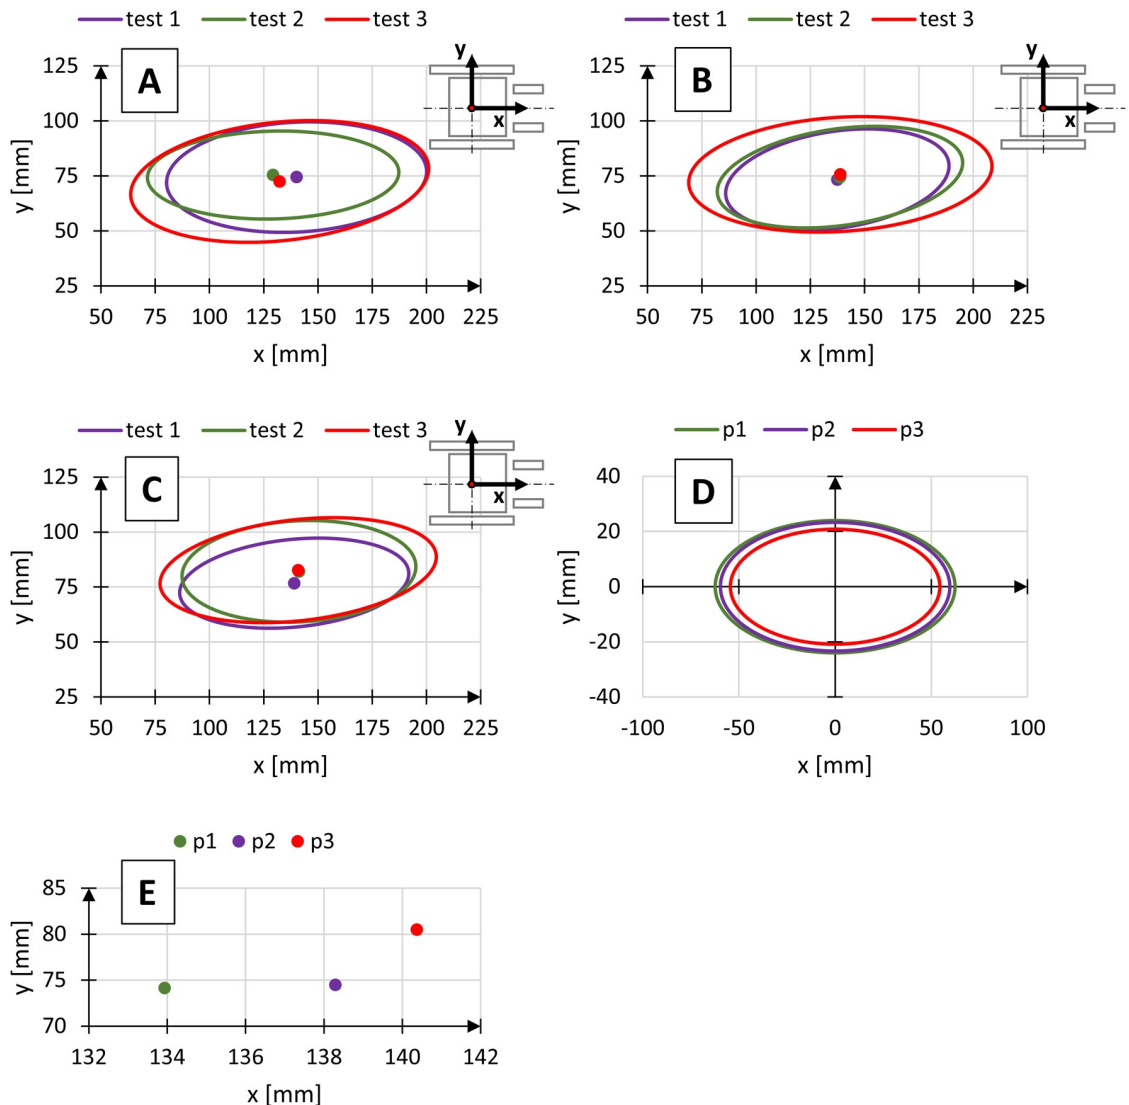 test 1 test 2 test 3
A
y
x
125
100
75
50
25
y [mm]
50 75 100 125 150 175 200 225
x [mm]
test 1 test 2 test 3
B
y
x
125
100
75
50
25
y [mm]
50 75 100 125 150 175 200 225
x [mm]
test 1 test 2 test 3
C
y
x
125
100
75
50
25
y [mm]
50 75 100 125 150 175 200 225
x [mm]
p1 p2 p3
D
40
20
0
-20
-40
y [mm]
-100 -50 0 50 100
x [mm]
p1 p2 p3
E
85
80
75
70
y [mm]
132 134 136 138 140 142
x [mm]